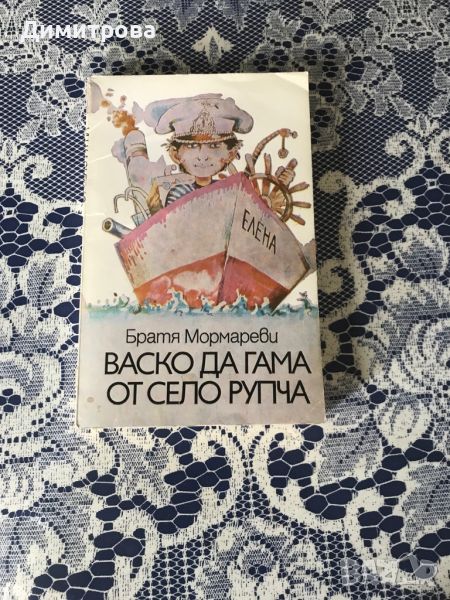 Димитрова
ЕЛЕНА
Братя Мормареви
ВАСКО ДА ГАМА
ОТ СЕЛО РУПЧА